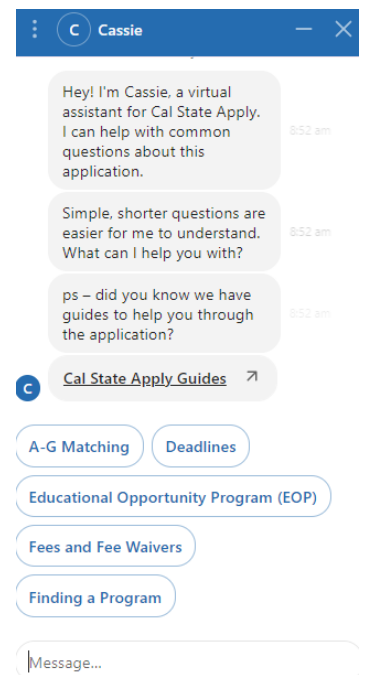 C Cassie
Hey! I'm Cassie, a virtual
assistant for Cal State Apply.
I can help with common
questions about this
application.
8:52 am
Simple, shorter questions are
easier for me to understand.
What can I help you with?
8:52 am
ps – did you know we have
guides to help you through
the application?
8:52 am
C
Cal State Apply Guides
A-G Matching
Deadlines
Educational Opportunity Program (EOP)
Fees and Fee Waivers
Finding a Program
Message...